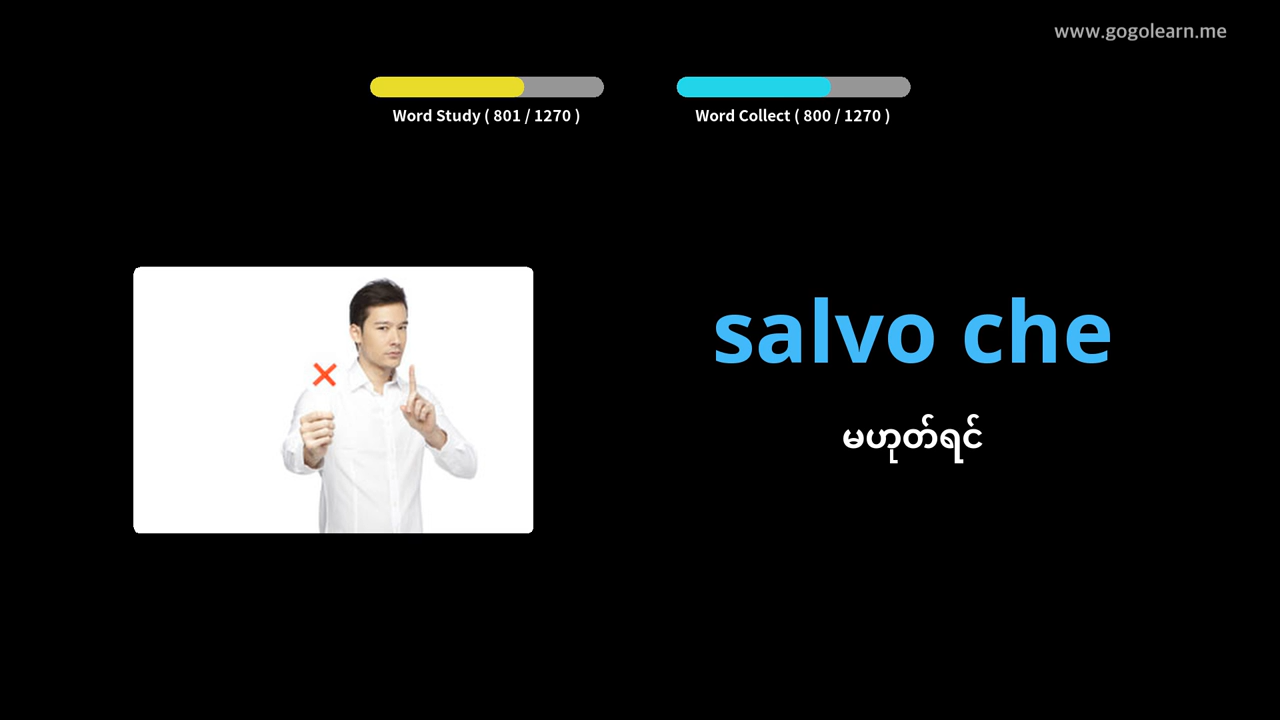 www.gogolearn.me
Word Study ( 801 / 1270 )
Word Collect ( 800 / 1270 )
salvo che
မဟုတ်ရင်